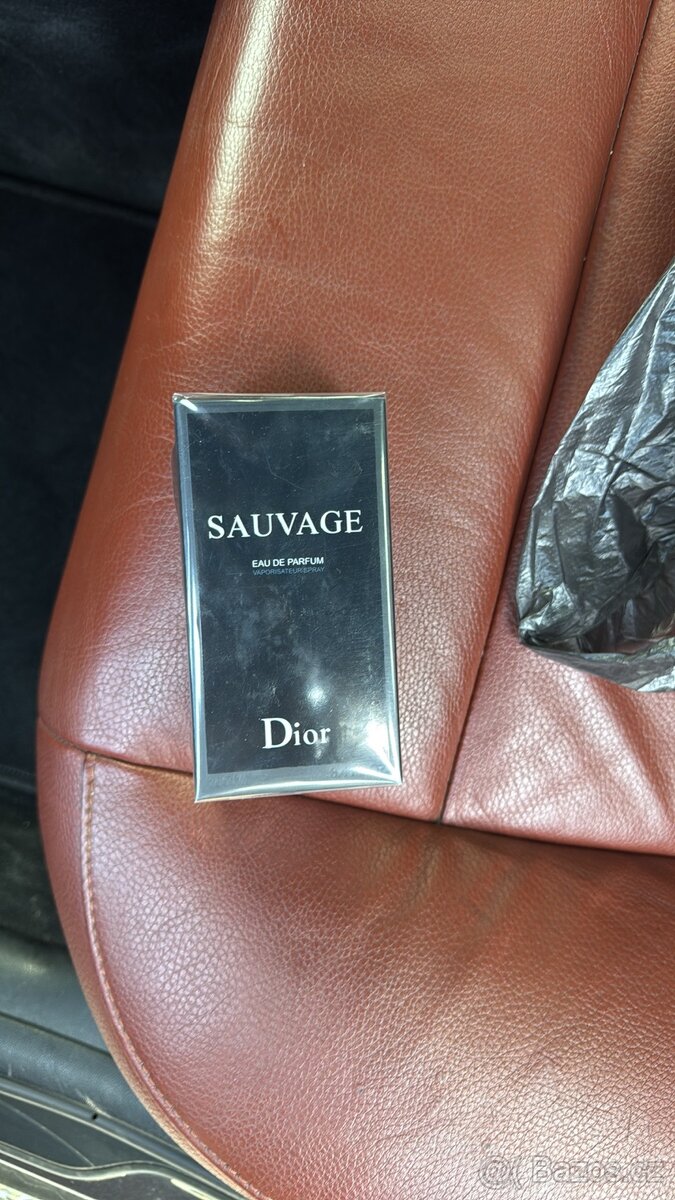 SAUVAGE
EAU DE PARFUM
VAPORISATEUR SPRAY
Dior
Bazos.cz